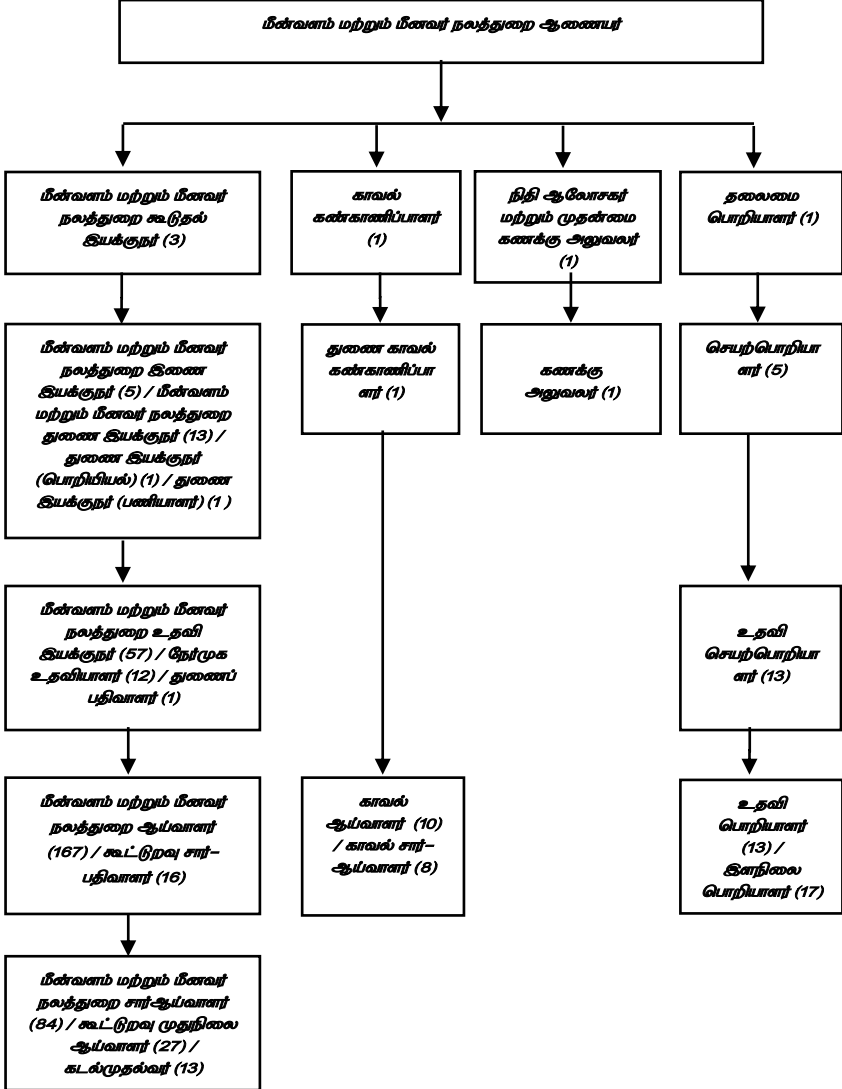 மீன்வளம் மற்றும் மீனவர் நலத்துறை ஆணையர்
மீன்வளம் மற்றும் மீனவர்
நலத்துறை கூடுதல்
இயக்குநர் (3)
காவல்
கண்காணிப்பாளர்
(1)
நிதி ஆலோசகர்
மற்றும் முதன்மை
கணக்கு அலுவலர்
(1)
தலைமை
பொறியாளர் (1)
மீன்வளம் மற்றும் மீனவர்
நலத்துறை இணை
இயக்குநர் (5) / மீன்வளம்
மற்றும் மீனவர் நலத்துறை
துணை இயக்குநர் (13) /
துணை இயக்குநர்
(பொறியியல்) (1) / துணை
இயக்குநர் (பணியாளர்) (1 )
துணை காவல்
கண்காணிப்பா
ளர் (1)
கணக்கு
அலுவலர் (1)
செயற்பொறியா
ளர் (5)
மீன்வளம் மற்றும் மீனவர்
நலத்துறை உதவி
இயக்குநர் (57) / நேர்முக
உதவியாளர் (12) / துணைப்
பதிவாளர் (1)
உதவி
செயற்பொறியா
ளர் (13)
மீன்வளம் மற்றும் மீனவர்
நலத்துறை ஆய்வாளர்
(167) / கூட்டுறவு சார்–
பதிவாளர் (16)
காவல்
ஆய்வாளர் (10)
/ காவல் சார்–
ஆய்வாளர் (8)
உதவி
பொறியாளர்
(13) /
இளநிலை
பொறியாளர் (17)
மீன்வளம் மற்றும் மீனவர்
நலத்துறை சார்ஆய்வாளர்
(84) / கூட்டுறவு முதுநிலை
ஆய்வாளர் (27) /
கடல்முதல்வர் (13)